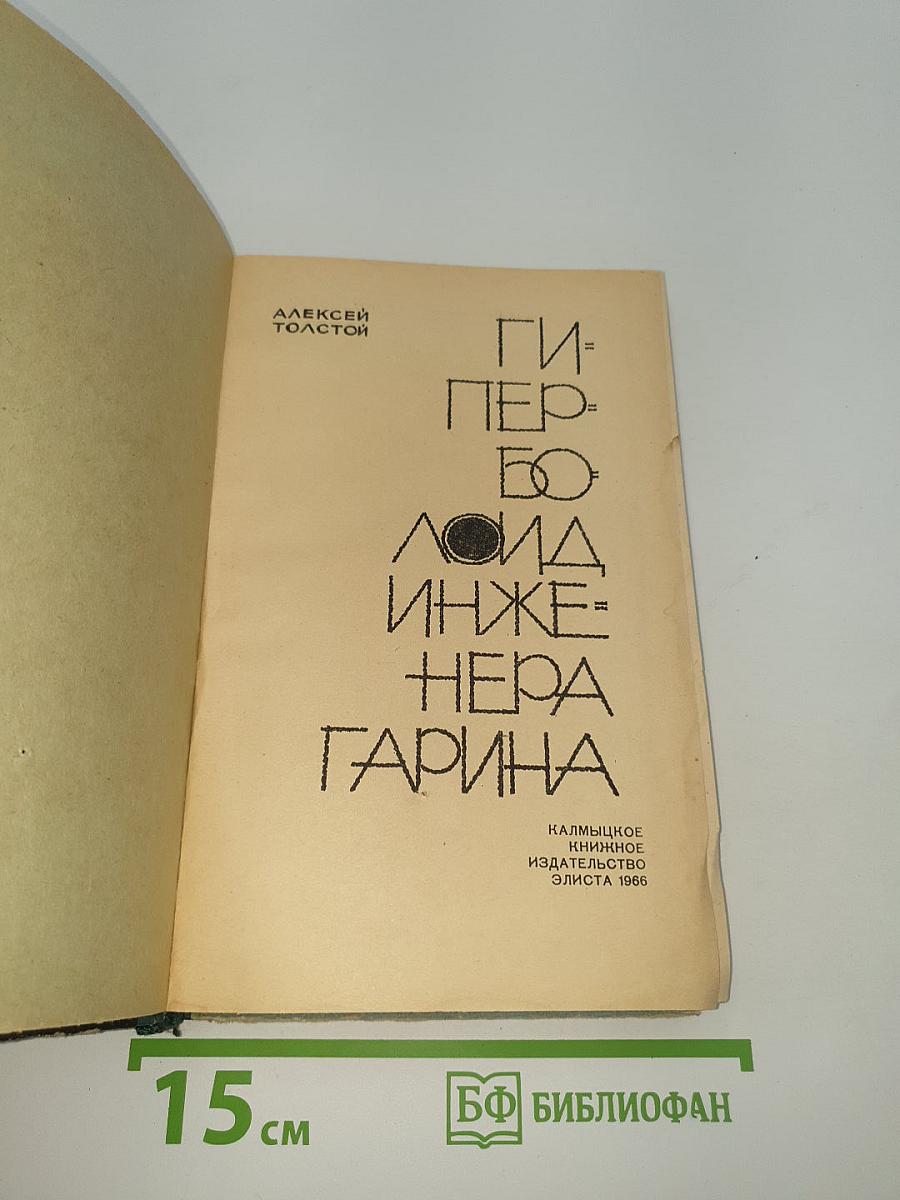 АЛЕКСЕЙ
ТОЛСТОЙ
ГИ=
ПЕР=
БО=
ЛОИД
ИНЖЕ=
НЕРА
ГАРИНА
КАЛМЫЦКОЕ
КНИЖНОЕ
ИЗДАТЕЛЬСТВО
ЭЛИСТА 1966
15 см
БФ БИБЛИОФАН